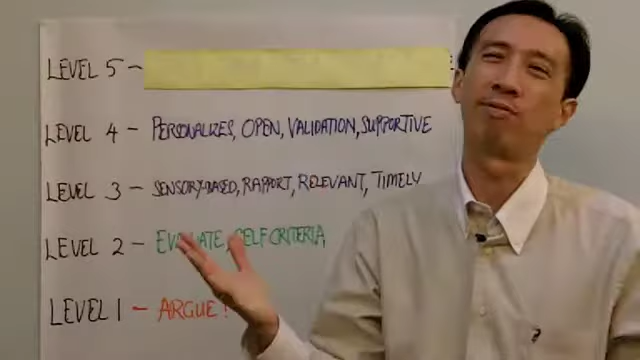 LEVEL 5 -
LEVEL 4 - PERSONALIZES, OPEN, VALIDATION, SUPPORTIVE
LEVEL 3 - SENSORY-BASED, RAPPORT, RELEVANT, TIMELY
LEVEL 2 - EVALUATE, SELF CRITERIA
LEVEL 1 - ARGUE!